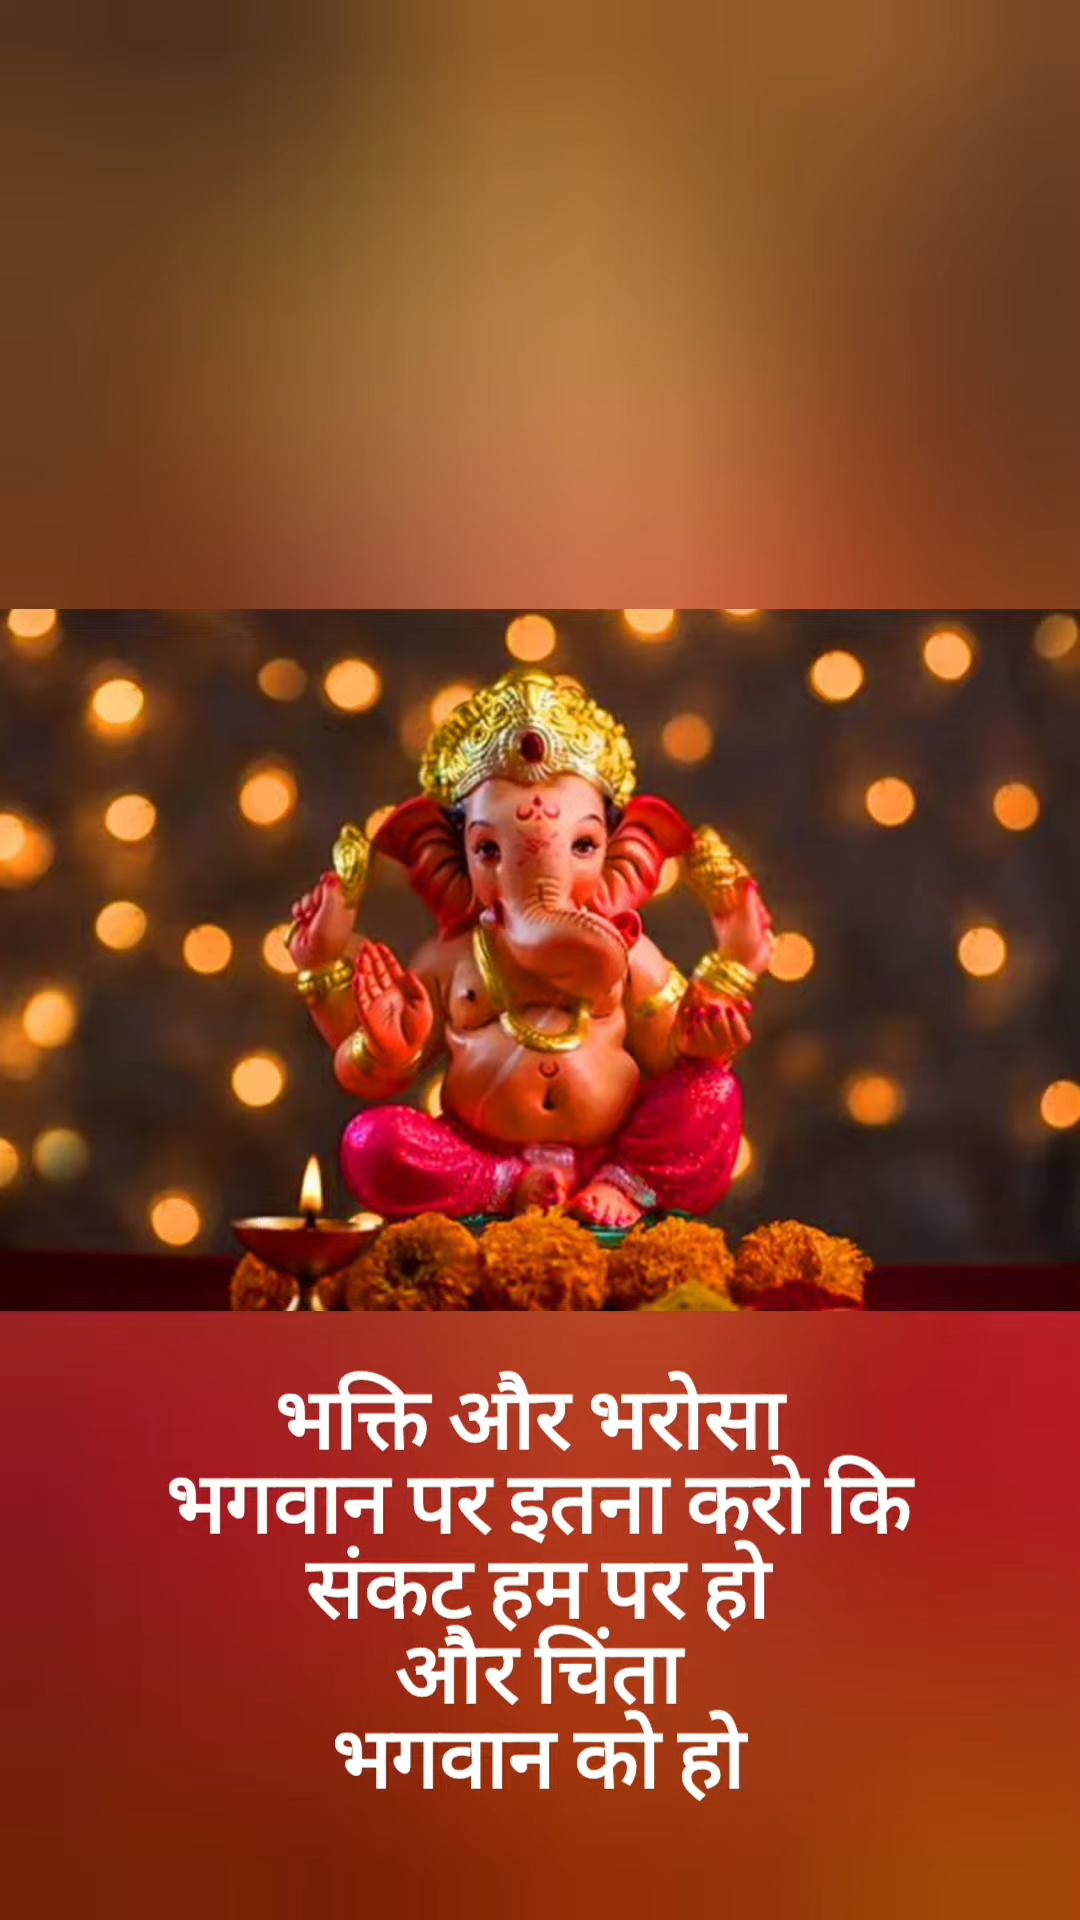 भक्ति और भरोसा
भगवान पर इतना करो कि
संकट हम पर हो
और चिंता
भगवान को हो